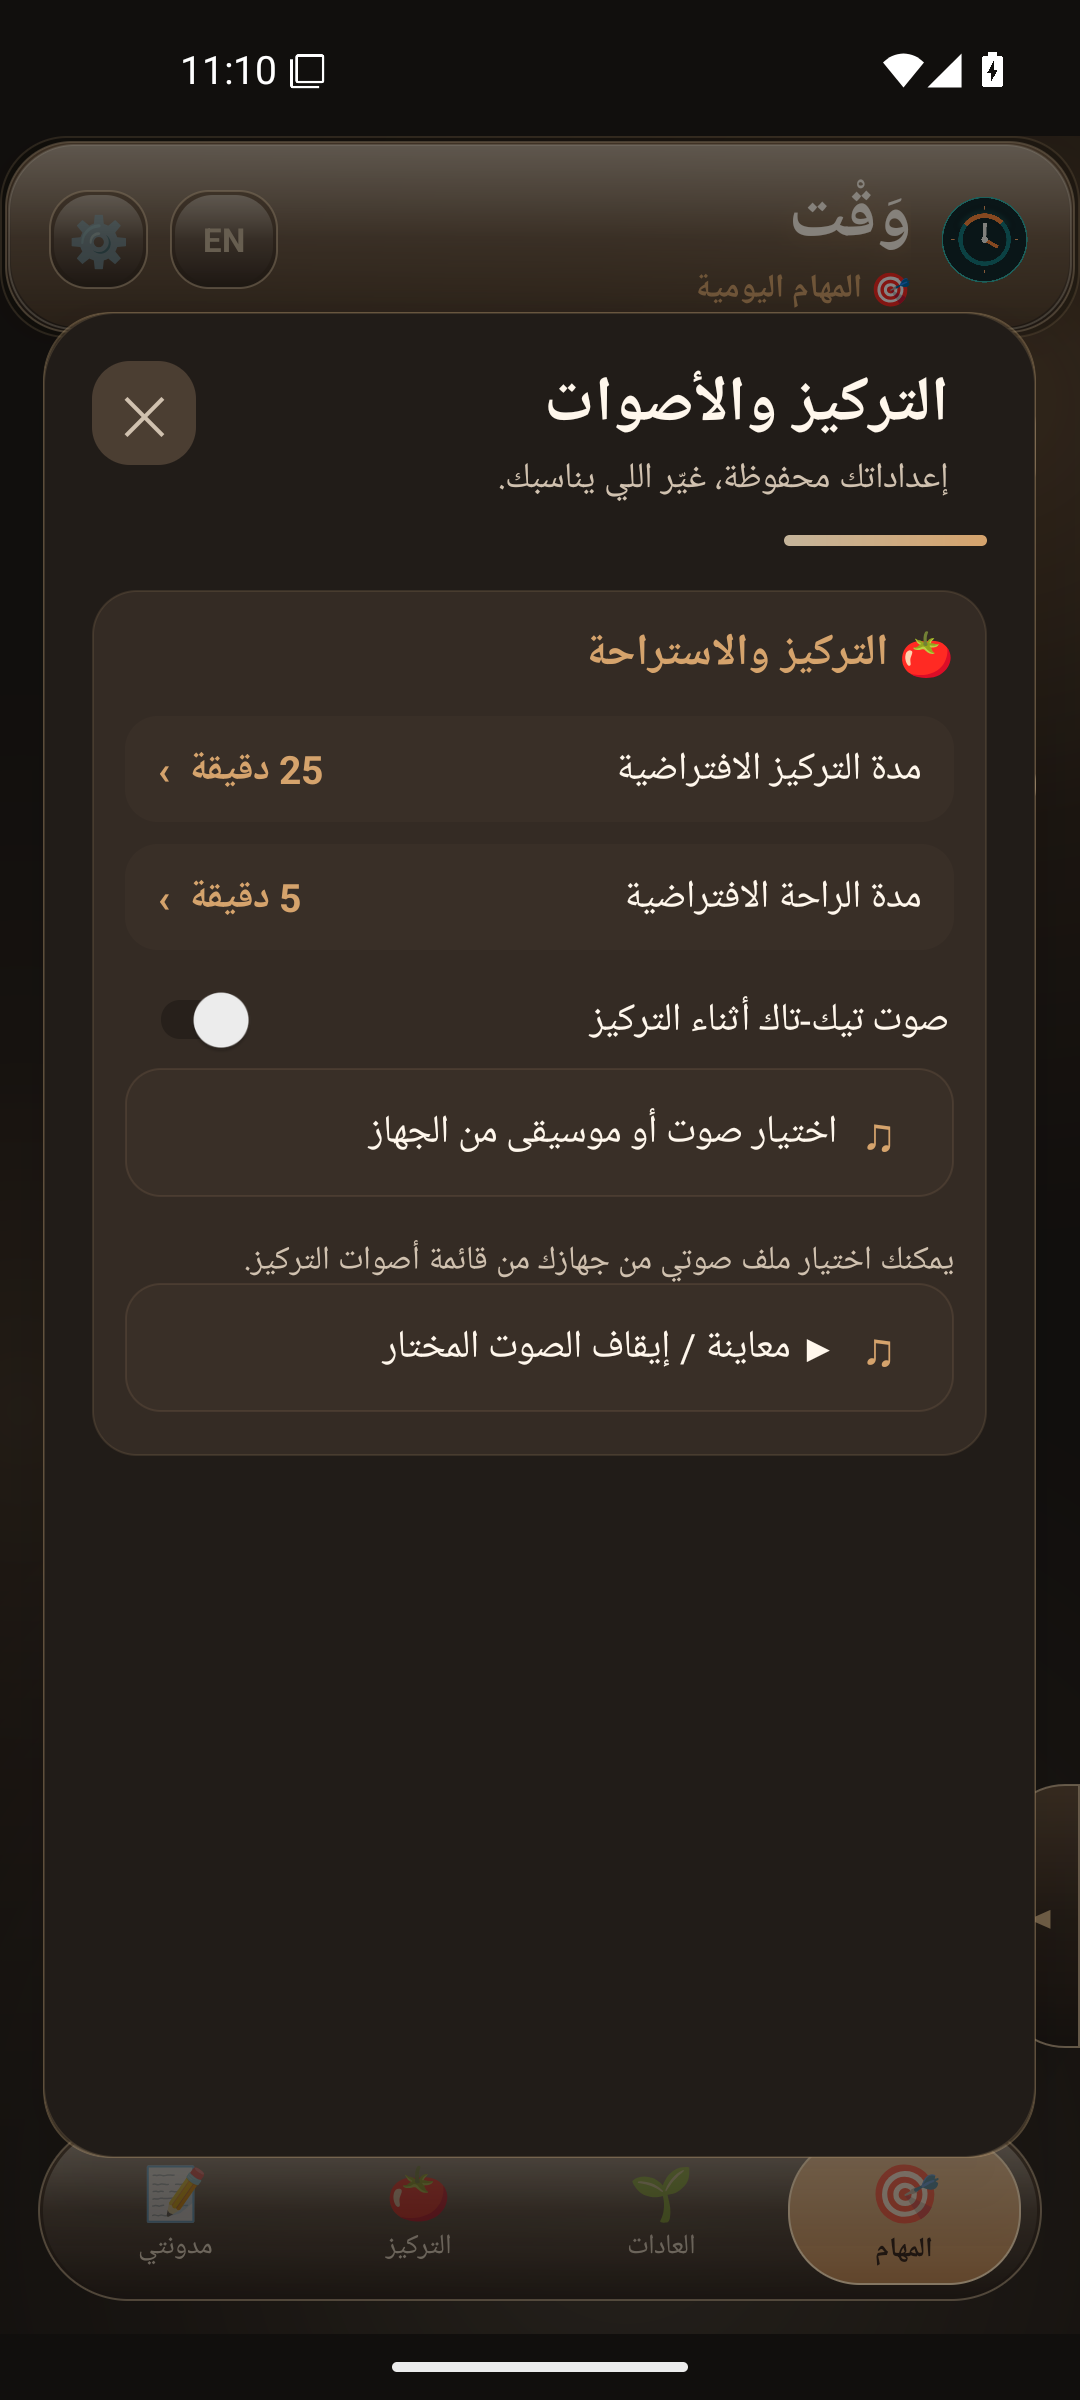 11:10
وَقْت
EN
🎯 المهام اليومية
التركيز والأصوات
إعداداتك محفوظة، غيّر اللي يناسبك.
🍅 التركيز والاستراحة
مدة التركيز الافتراضية
25 دقيقة ‹
مدة الراحة الافتراضية
5 دقيقة ‹
صوت تيك-تاك أثناء التركيز
♫ اختيار صوت أو موسيقى من الجهاز
يمكنك اختيار ملف صوتي من جهازك من قائمة أصوات التركيز.
♫ ▶ معاينة / إيقاف الصوت المختار
المهام
العادات
التركيز
مدونتي